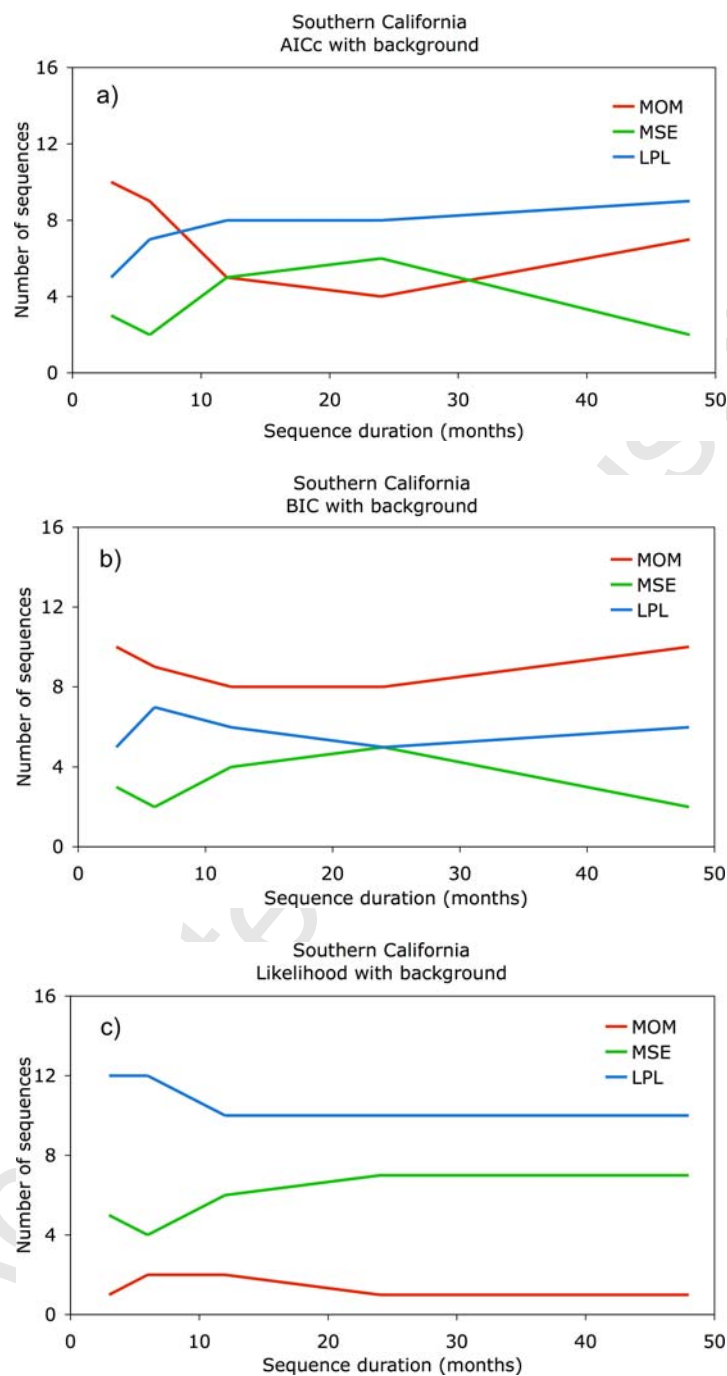 Southern California
AICc with background
a)
16
12
8
4
0
Number of sequences
MOM
MSE
LPL
0 10 20 30 40 50
Sequence duration (months)
Southern California
BIC with background
b)
16
12
8
4
0
Number of sequences
MOM
MSE
LPL
0 10 20 30 40 50
Sequence duration (months)
Southern California
Likelihood with background
c)
16
12
8
4
0
Number of sequences
MOM
MSE
LPL
0 10 20 30 40 50
Sequence duration (months)